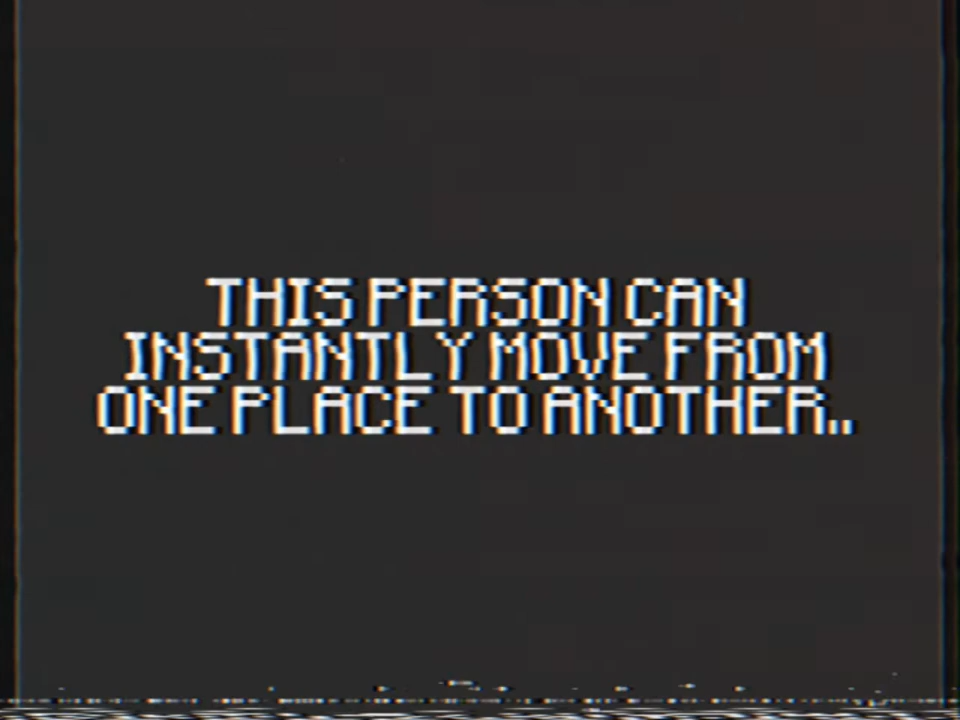 THIS PERSON CAN
INSTANTLY MOVE FROM
ONE PLACE TO ANOTHER..